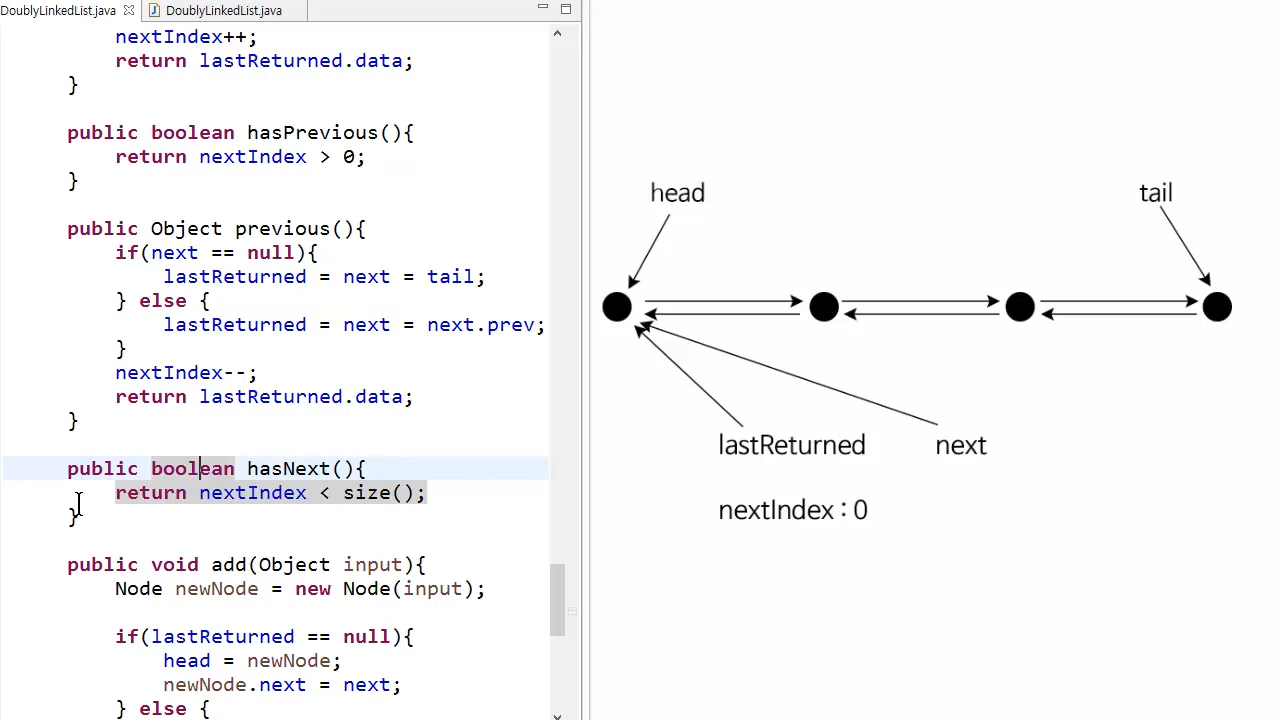 DoublyLinkedList.java DoublyLinkedList.java
nextIndex++;
return lastReturned.data;
}
public boolean hasPrevious(){
return nextIndex > 0;
}
public Object previous(){
if(next == null){
lastReturned = next = tail;
} else {
lastReturned = next = next.prev;
}
nextIndex--;
return lastReturned.data;
}
public boolean hasNext(){
return nextIndex < size();
}
public void add(Object input){
Node newNode = new Node(input);
if(lastReturned == null){
head = newNode;
newNode.next = next;
} else {
head tail
lastReturned next
nextIndex : 0